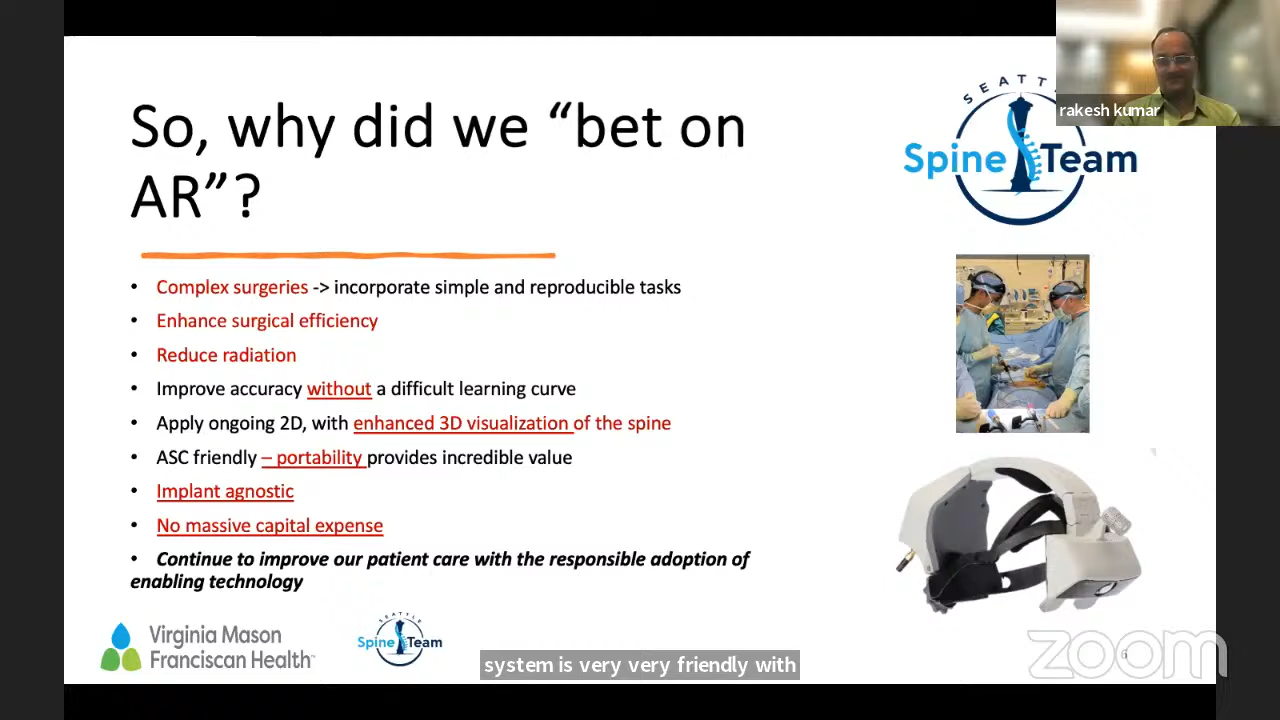 So, why did we “bet on
AR”?
SEATT
Spine Team
rakesh kumar
• Complex surgeries -> incorporate simple and reproducible tasks
• Enhance surgical efficiency
• Reduce radiation
• Improve accuracy without a difficult learning curve
• Apply ongoing 2D, with enhanced 3D visualization of the spine
• ASC friendly – portability provides incredible value
• Implant agnostic
• No massive capital expense
• Continue to improve our patient care with the responsible adoption of
enabling technology
Virginia Mason
Franciscan Health™
SEATTLE
Spine Team
system is very very friendly with
zoom
6